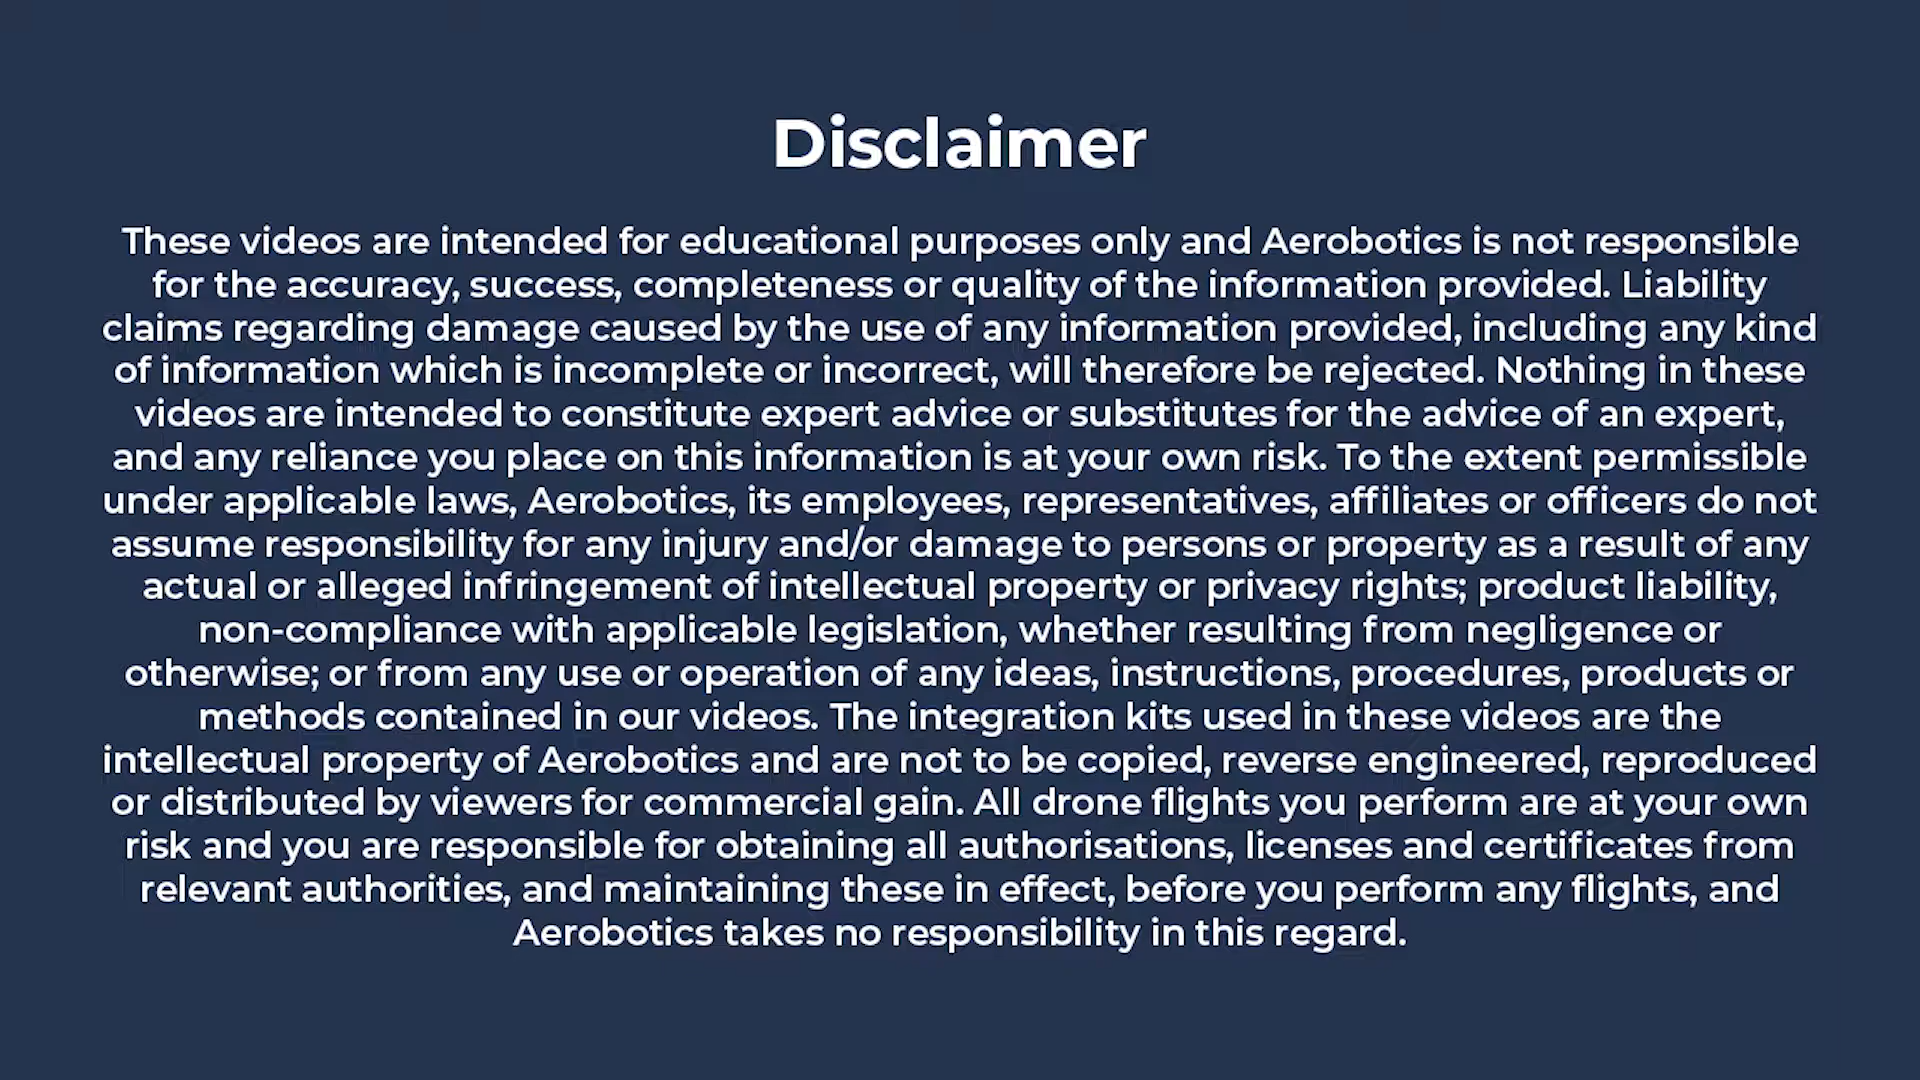 Disclaimer
These videos are intended for educational purposes only and Aerobotics is not responsible
for the accuracy, success, completeness or quality of the information provided. Liability
claims regarding damage caused by the use of any information provided, including any kind
of information which is incomplete or incorrect, will therefore be rejected. Nothing in these
videos are intended to constitute expert advice or substitutes for the advice of an expert,
and any reliance you place on this information is at your own risk. To the extent permissible
under applicable laws, Aerobotics, its employees, representatives, affiliates or officers do not
assume responsibility for any injury and/or damage to persons or property as a result of any
actual or alleged infringement of intellectual property or privacy rights; product liability,
non-compliance with applicable legislation, whether resulting from negligence or
otherwise; or from any use or operation of any ideas, instructions, procedures, products or
methods contained in our videos. The integration kits used in these videos are the
intellectual property of Aerobotics and are not to be copied, reverse engineered, reproduced
or distributed by viewers for commercial gain. All drone flights you perform are at your own
risk and you are responsible for obtaining all authorisations, licenses and certificates from
relevant authorities, and maintaining these in effect, before you perform any flights, and
Aerobotics takes no responsibility in this regard.